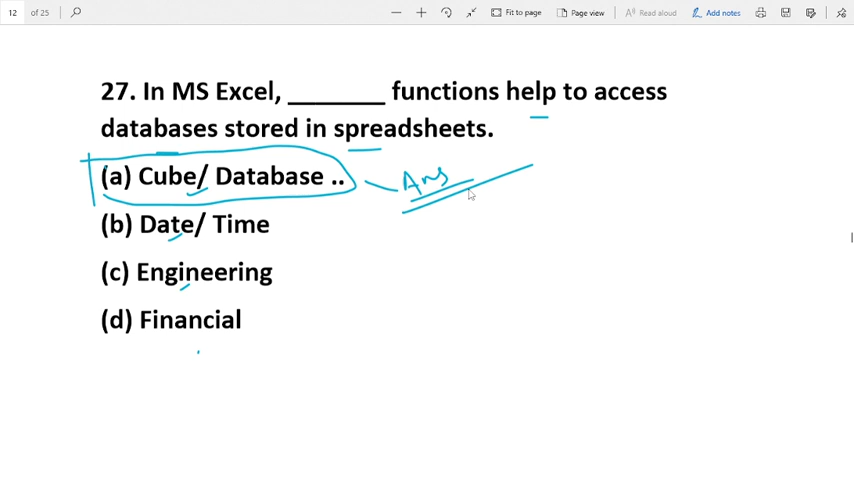 12 of 25 Fit to page Page view Read aloud Add notes
27. In MS Excel, _______ functions help to access
databases stored in spreadsheets.
(a) Cube/ Database .. Ans
(b) Date/ Time
(c) Engineering
(d) Financial